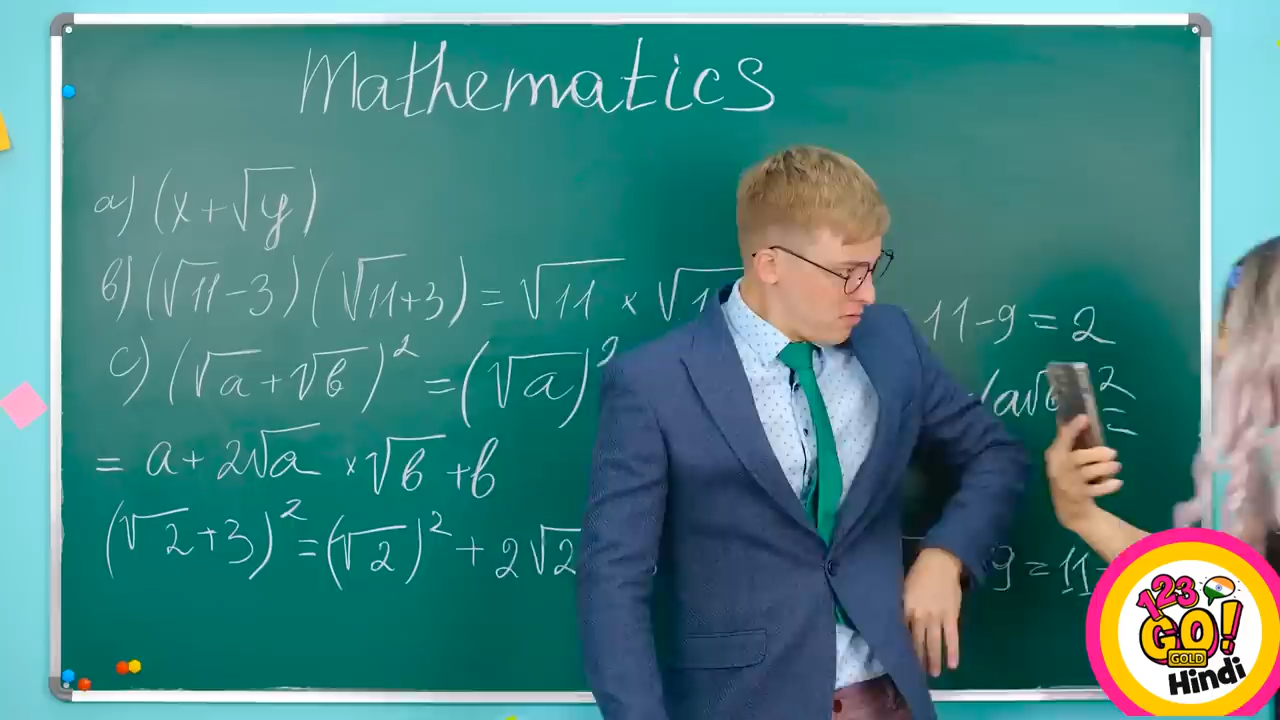 Mathematics
a) (x+√y)
b) (√11-3)(√11+3) = √11 × √1 11-9=2
c) (√a+√b)² = (√a)² (a√b ² =
= a+2√a ×√b +b
(√2+3)² = (√2)² + 2√2 9=11-
123
GO!
GOLD
Hindi